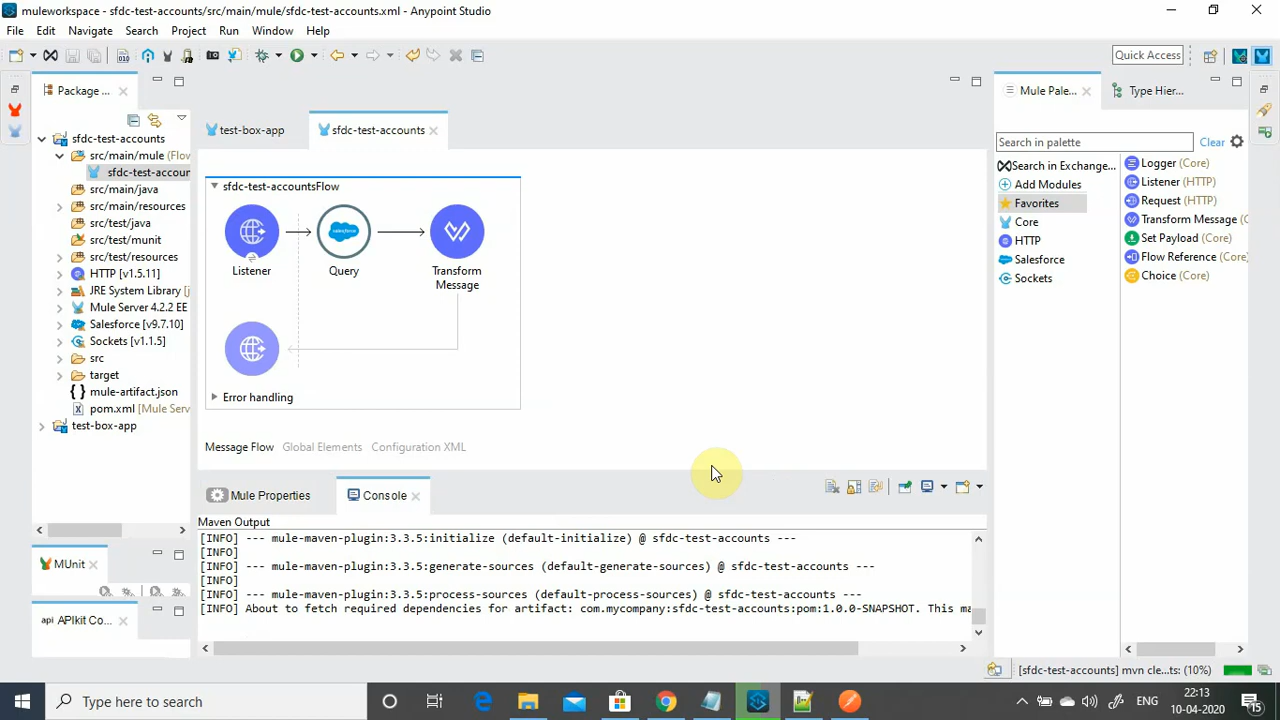 muleworkspace - sfdc-test-accounts/src/main/mule/sfdc-test-accounts.xml - Anypoint Studio
File Edit Navigate Search Project Run Window Help
Quick Access
Package ...
test-box-app
sfdc-test-accounts
Mule Pale...
Type Hier...
sfdc-test-accounts
src/main/mule (Flow
sfdc-test-accour
src/main/java
src/main/resources
src/test/java
src/test/munit
src/test/resources
HTTP [v1.5.11]
JRE System Library [j
Mule Server 4.2.2 EE
Salesforce [v9.7.10]
Sockets [v1.1.5]
src
target
mule-artifact.json
pom.xml [Mule Serv
test-box-app
sfdc-test-accountsFlow
Listener
salesforce
Query
Transform
Message
Error handling
Message Flow Global Elements Configuration XML
Search in palette
Clear
Search in Exchange...
Add Modules
Favorites
Core
HTTP
Salesforce
Sockets
Logger (Core)
Listener (HTTP)
Request (HTTP)
Transform Message (C
Set Payload (Core)
Flow Reference (Core)
Choice (Core)
Mule Properties
Console
Maven Output
[INFO] --- mule-maven-plugin:3.3.5:initialize (default-initialize) @ sfdc-test-accounts ---
[INFO]
[INFO] --- mule-maven-plugin:3.3.5:generate-sources (default-generate-sources) @ sfdc-test-accounts ---
[INFO]
[INFO] --- mule-maven-plugin:3.3.5:process-sources (default-process-sources) @ sfdc-test-accounts ---
[INFO] About to fetch required dependencies for artifact: com.mycompany:sfdc-test-accounts:pom:1.0.0-SNAPSHOT. This ma
MUnit
api APIkit Co...
[sfdc-test-accounts] mvn cle...ts: (10%)
Type here to search
ENG
22:13
10-04-2020
15